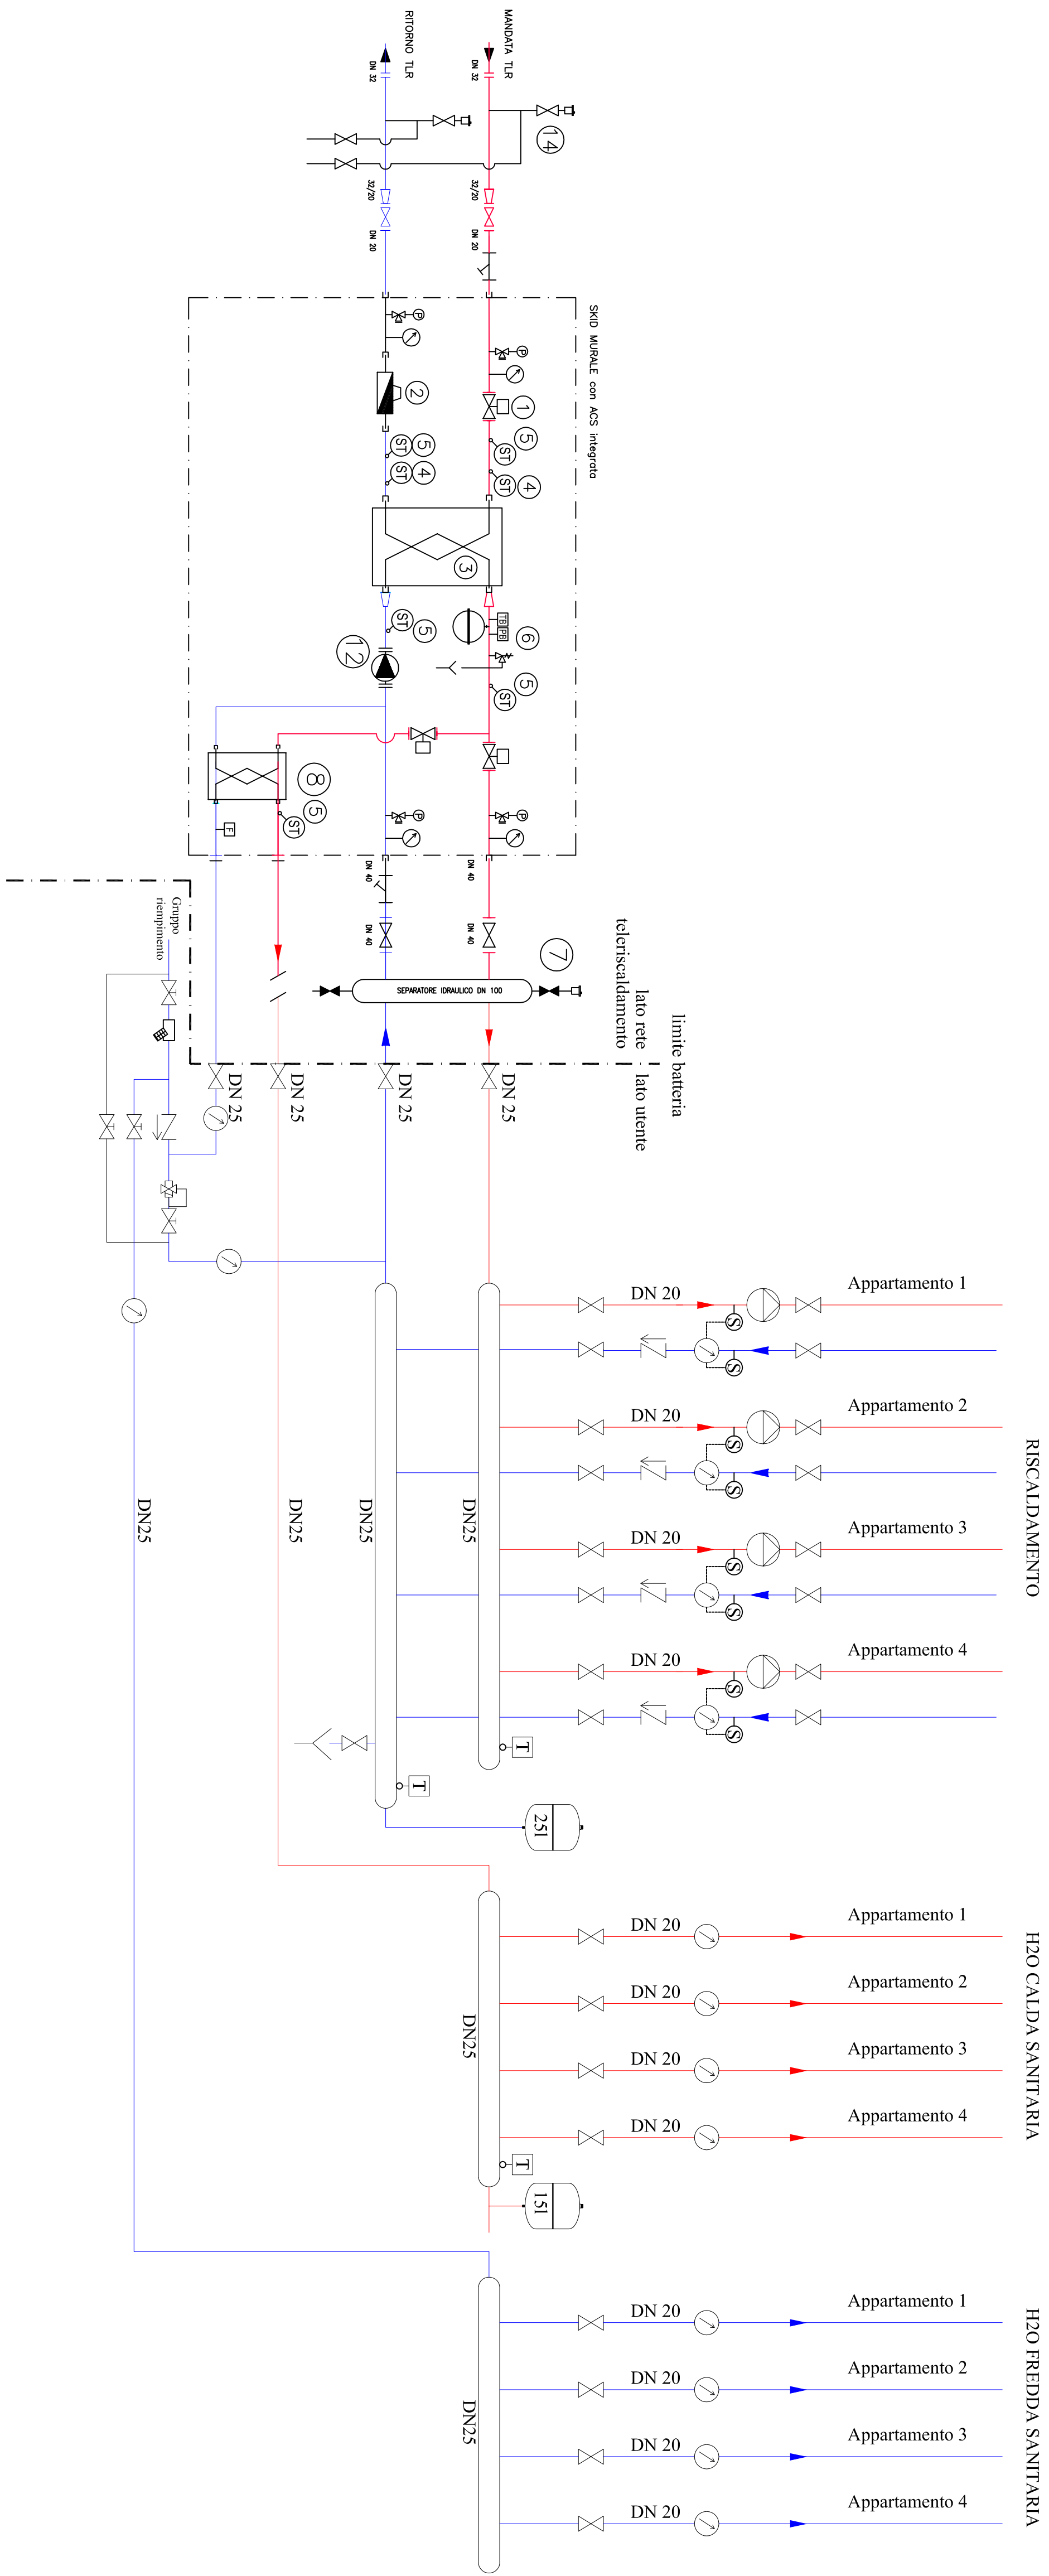 MANDATA TLR
RITORNO TLR
DN 32
DN 32
14
32/20
32/20
DN 20
DN 20
SKID MURALE con ACS integrata
P
P
1
2
5
ST
4
ST
5
ST
4
ST
3
TB
PB
6
5
ST
12
5
ST
8
5
ST
F
P
P
DN 40
DN 40
DN 40
DN 40
7
SEPARATORE IDRAULICO DN 100
limite batteria
lato rete
teleriscaldamento
lato utente
Gruppo
riempimento
DN 25
DN 25
DN 25
DN 25
RISCALDAMENTO
Appartamento 1
DN 20
S
S
Appartamento 2
DN 20
S
S
Appartamento 3
DN 20
S
S
Appartamento 4
DN 20
S
S
DN25
DN25
DN25
DN25
T
T
25l
H2O CALDA SANITARIA
Appartamento 1
DN 20
Appartamento 2
DN 20
Appartamento 3
DN 20
Appartamento 4
DN 20
DN25
T
15l
H2O FREDDA SANITARIA
Appartamento 1
DN 20
Appartamento 2
DN 20
Appartamento 3
DN 20
Appartamento 4
DN 20
DN25